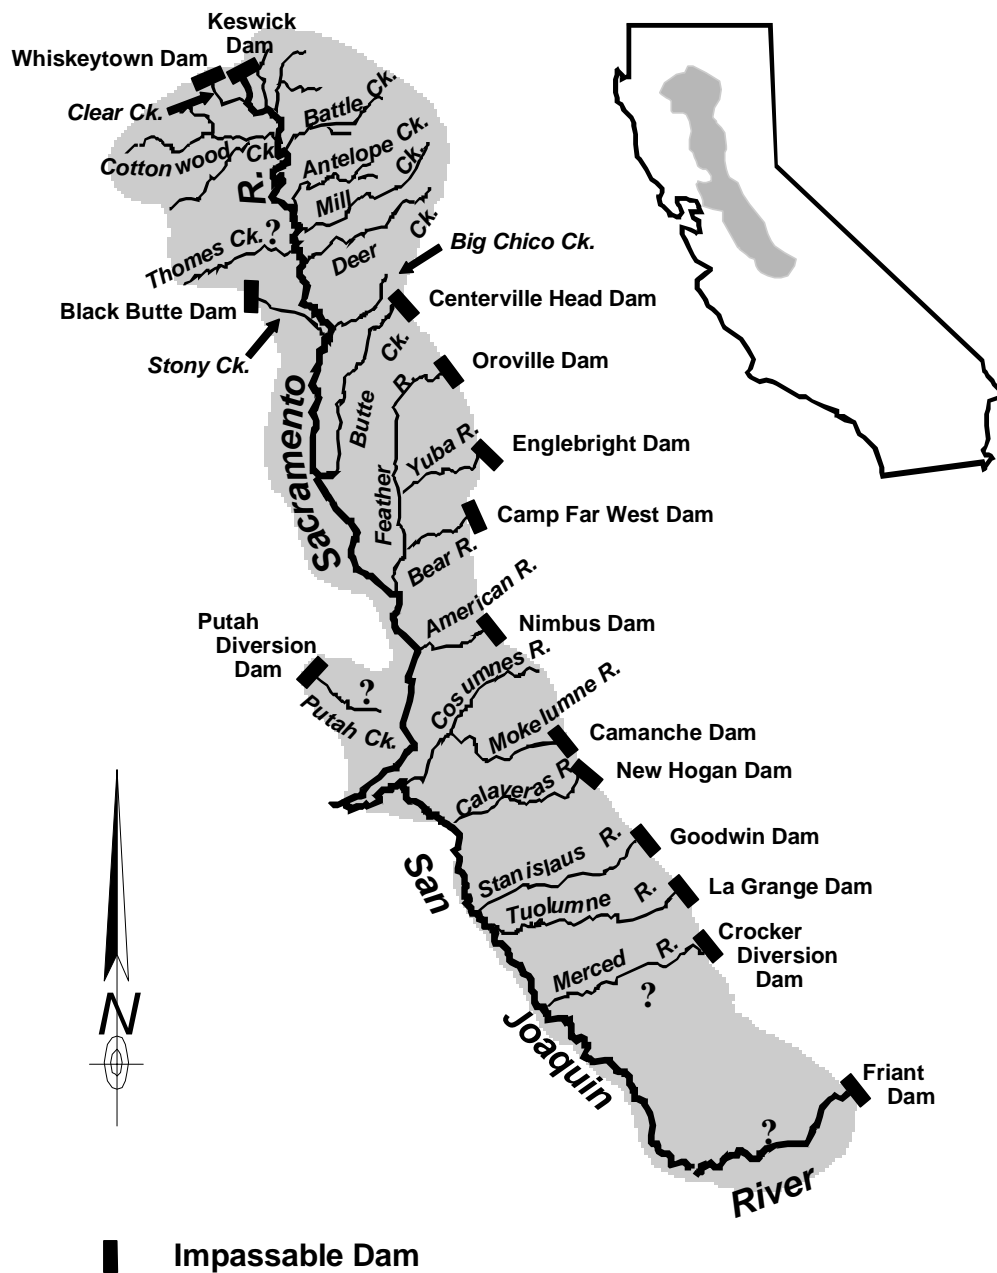 Keswick
Dam
Whiskeytown Dam
Clear Ck.
Battle Ck.
Cottonwood Ck.
Antelope Ck.
Mill Ck.
R.
?
Thomes Ck.
Deer Ck.
Big Chico Ck.
Black Butte Dam
Centerville Head Dam
Stony Ck.
Butte Ck.
Oroville Dam
Sacramento
Feather R.
Yuba R.
Englebright Dam
Camp Far West Dam
Bear R.
American R.
Putah
Diversion
Dam
Nimbus Dam
?
Putah Ck.
Cosumnes R.
Mokelumne R.
Camanche Dam
New Hogan Dam
Calaveras R.
Goodwin Dam
San
Stanislaus R.
La Grange Dam
Tuolumne R.
Crocker
Diversion
Dam
Merced R.
?
N
Joaquin
Friant
Dam
?
River
Impassable Dam